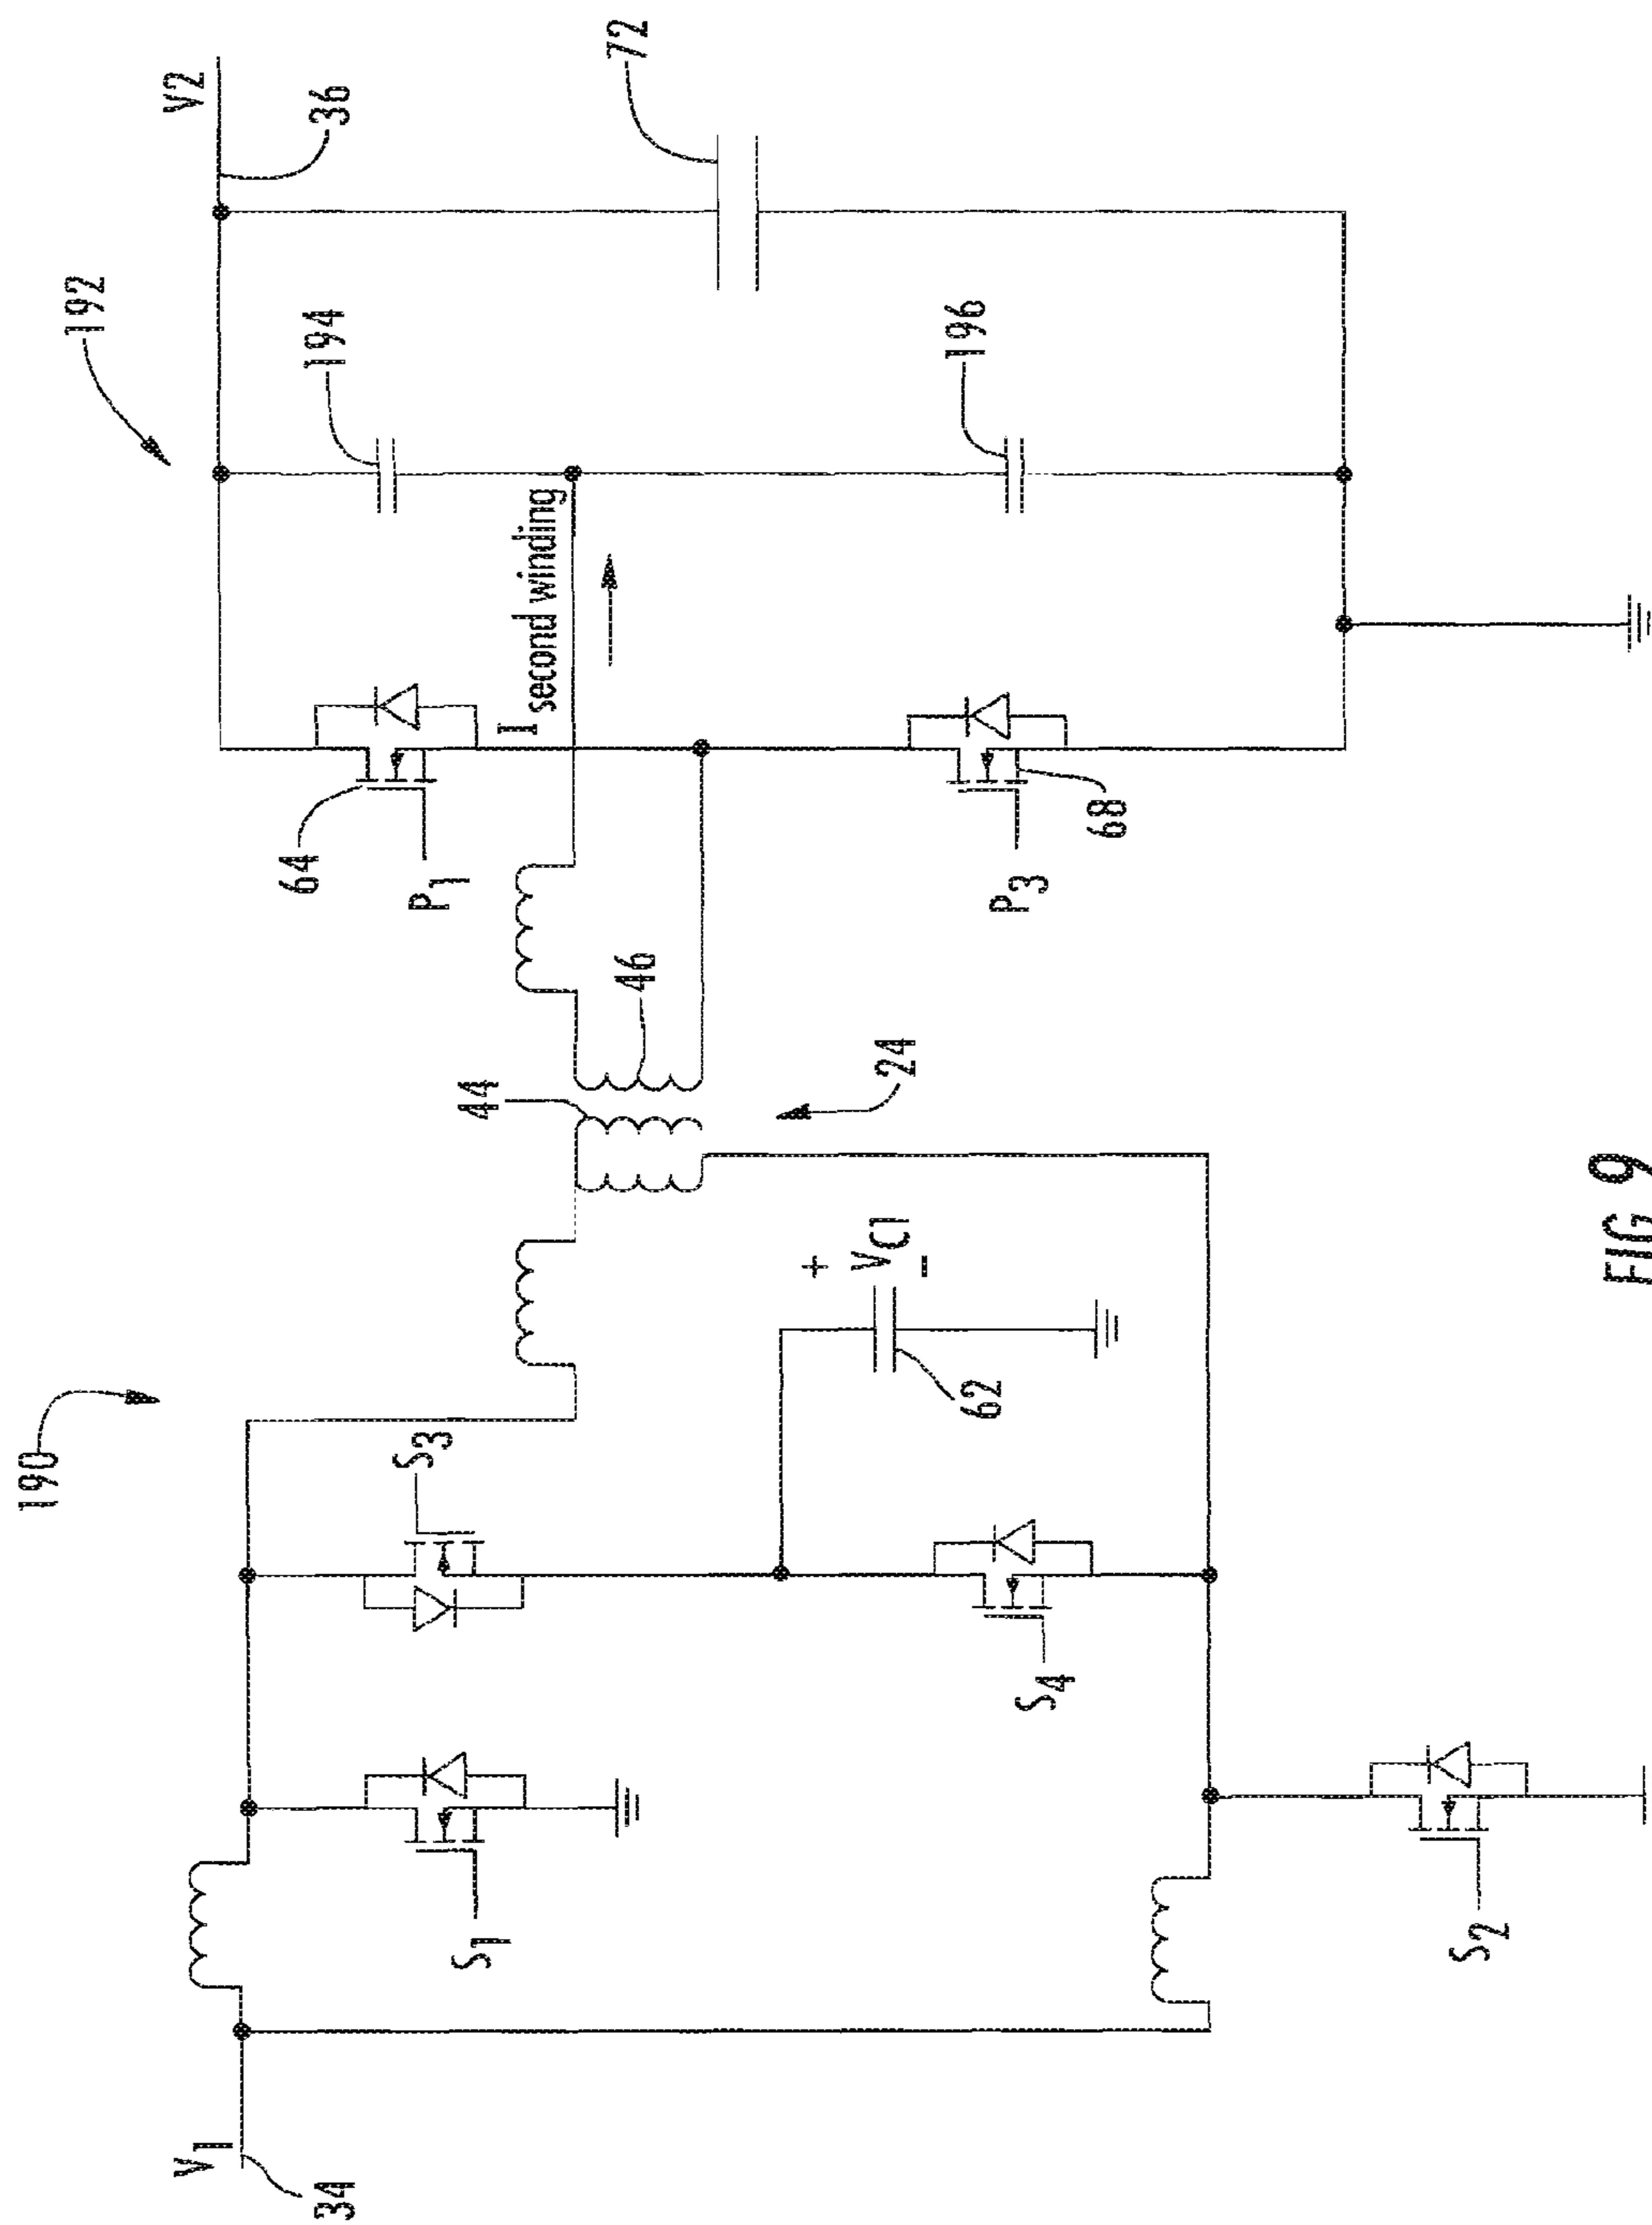 190
192
V2
36
72
194
196
I second winding
64
P1
68
P3
46
44
24
+
VC1
-
62
S3
S4
S1
S2
V1
34
FIG 9